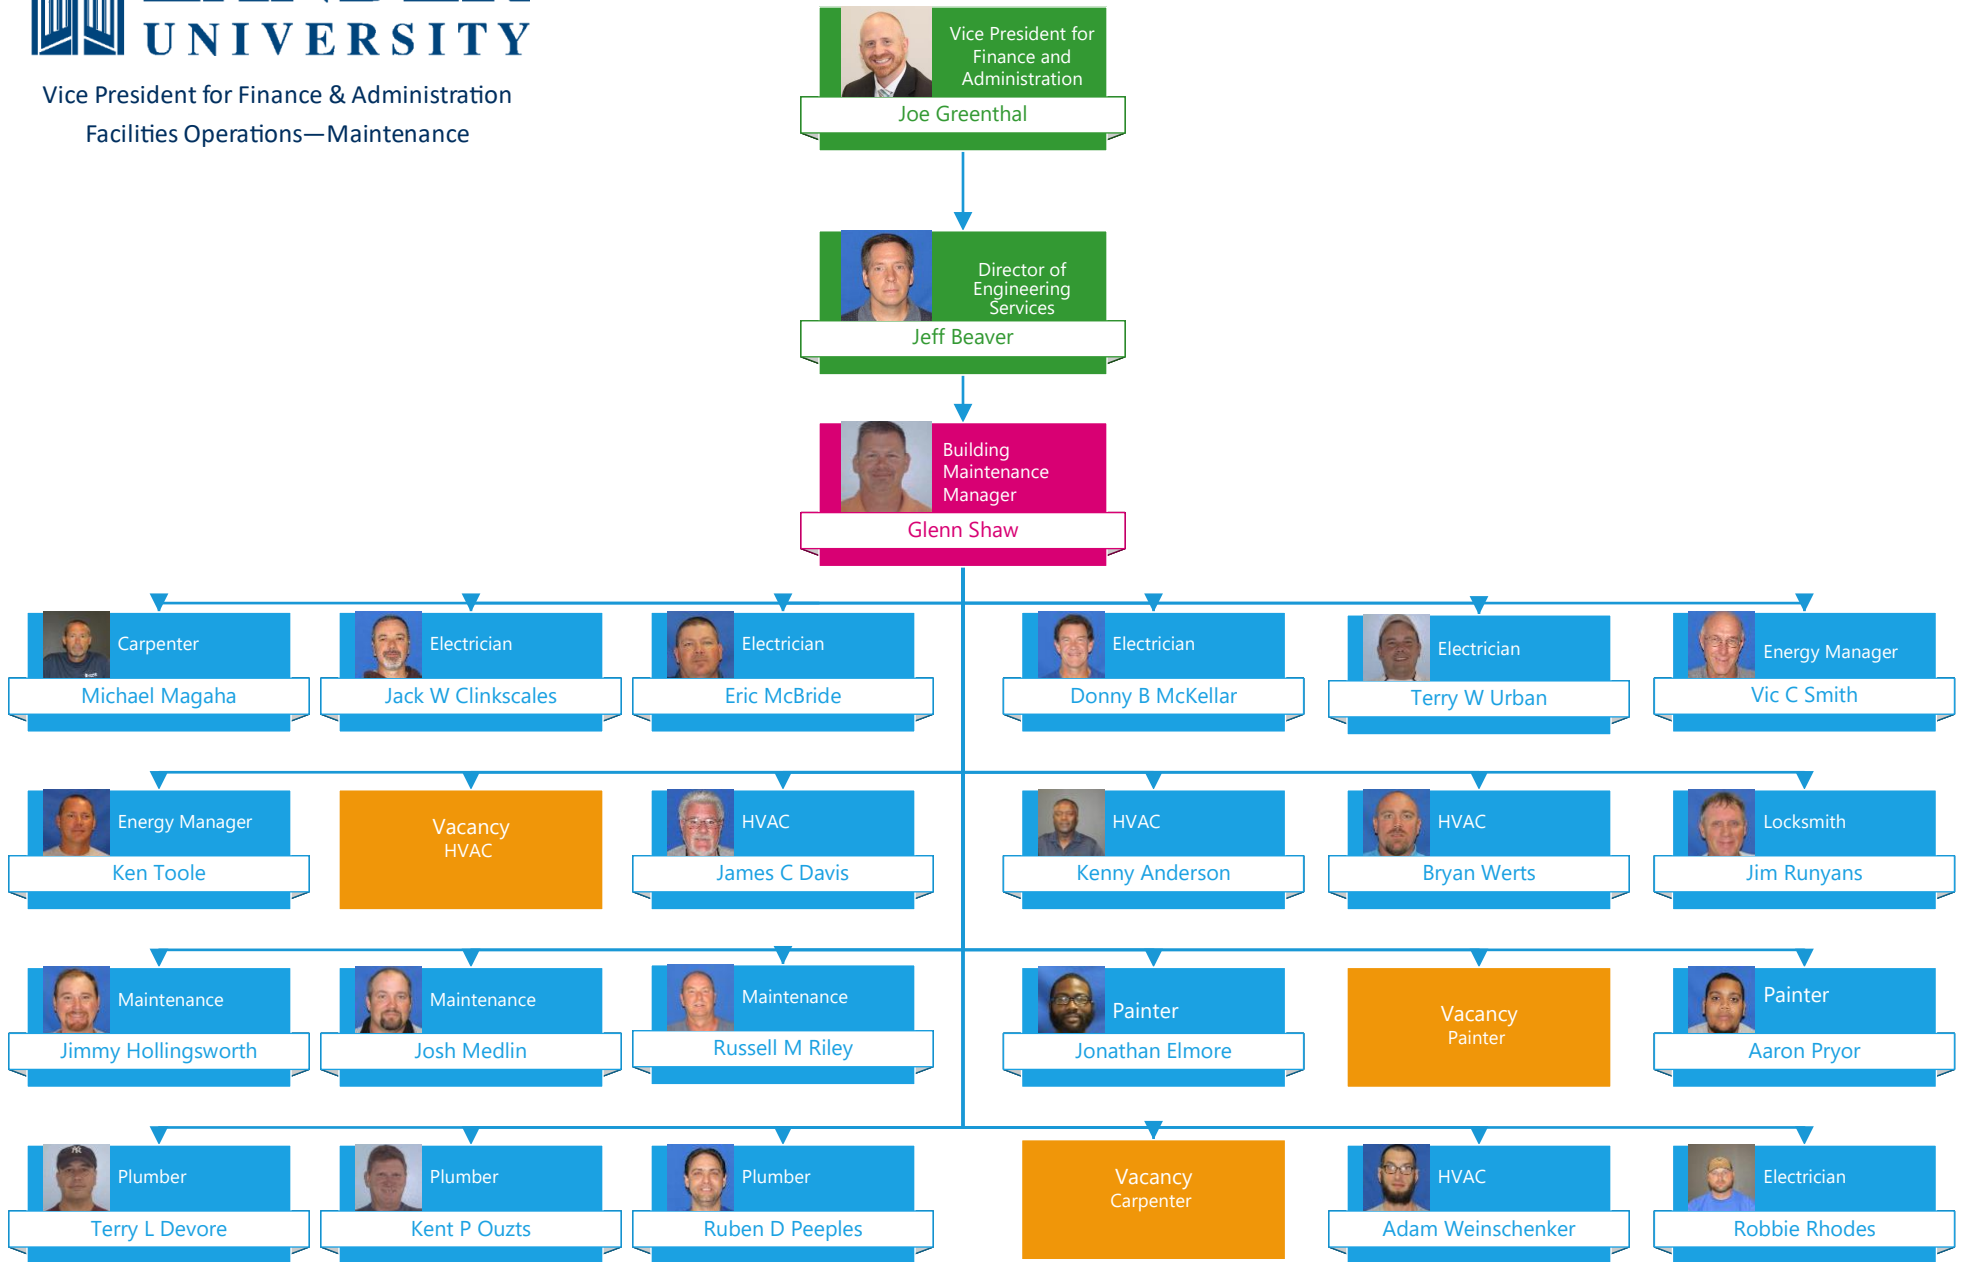 UNIVERSITY
Vice President for Finance & Administration
Facilities Operations—Maintenance
Vice President for
Finance and
Administration
Joe Greenthal
Director of
Engineering
Services
Jeff Beaver
Building
Maintenance
Manager
Glenn Shaw
Carpenter
Michael Magaha
Electrician
Jack W Clinkscales
Electrician
Eric McBride
Electrician
Donny B McKellar
Electrician
Terry W Urban
Energy Manager
Vic C Smith
Energy Manager
Ken Toole
Vacancy
HVAC
HVAC
James C Davis
HVAC
Kenny Anderson
HVAC
Bryan Werts
Locksmith
Jim Runyans
Maintenance
Jimmy Hollingsworth
Maintenance
Josh Medlin
Maintenance
Russell M Riley
Painter
Jonathan Elmore
Vacancy
Painter
Painter
Aaron Pryor
Plumber
Terry L Devore
Plumber
Kent P Ouzts
Plumber
Ruben D Peeples
Vacancy
Carpenter
HVAC
Adam Weinschenker
Electrician
Robbie Rhodes